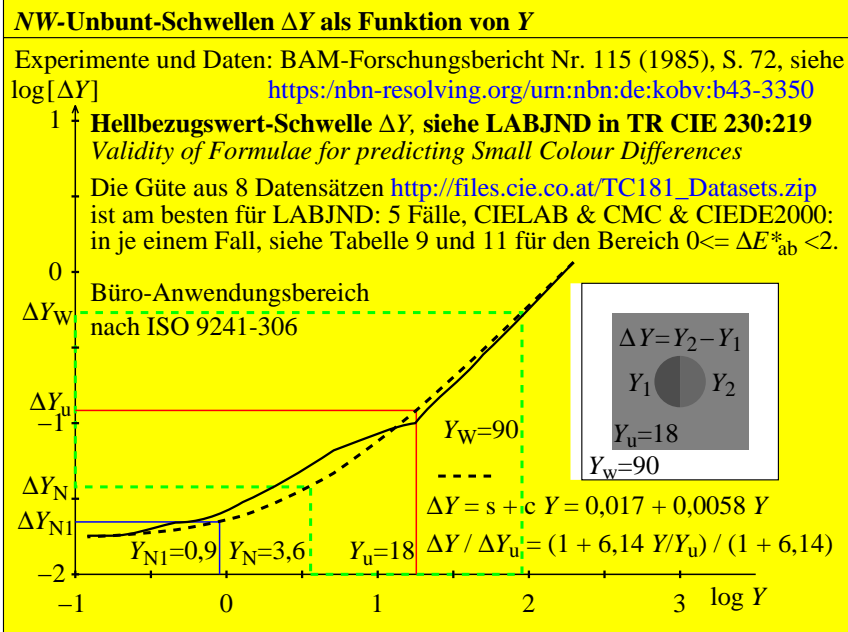 NW-Unbunt-Schwellen ΔY als Funktion von Y
Experimente und Daten: BAM-Forschungsbericht Nr. 115 (1985), S. 72, siehe
log[ΔY] https:/nbn-resolving.org/urn:nbn:de:kobv:b43-3350
1 Hellbezugswert-Schwelle ΔY, siehe LABJND in TR CIE 230:219
Validity of Formulae for predicting Small Colour Differences
Die Güte aus 8 Datensätzen http://files.cie.co.at/TC181_Datasets.zip
ist am besten für LABJND: 5 Fälle, CIELAB & CMC & CIEDE2000:
in je einem Fall, siehe Tabelle 9 und 11 für den Bereich 0<= ΔE*ab <2.
0
Büro-Anwendungsbereich
ΔYW
nach ISO 9241-306
ΔY=Y2−Y1
Y1 Y2
ΔYu
−1
YW=90
Yu=18
Yw=90
ΔYN
ΔY = s + c Y = 0,017 + 0,0058 Y
ΔYN1
YN1=0,9 YN=3,6 Yu=18 ΔY / ΔYu = (1 + 6,14 Y/Yu) / (1 + 6,14)
−2
−1 0 1 2 3 log Y